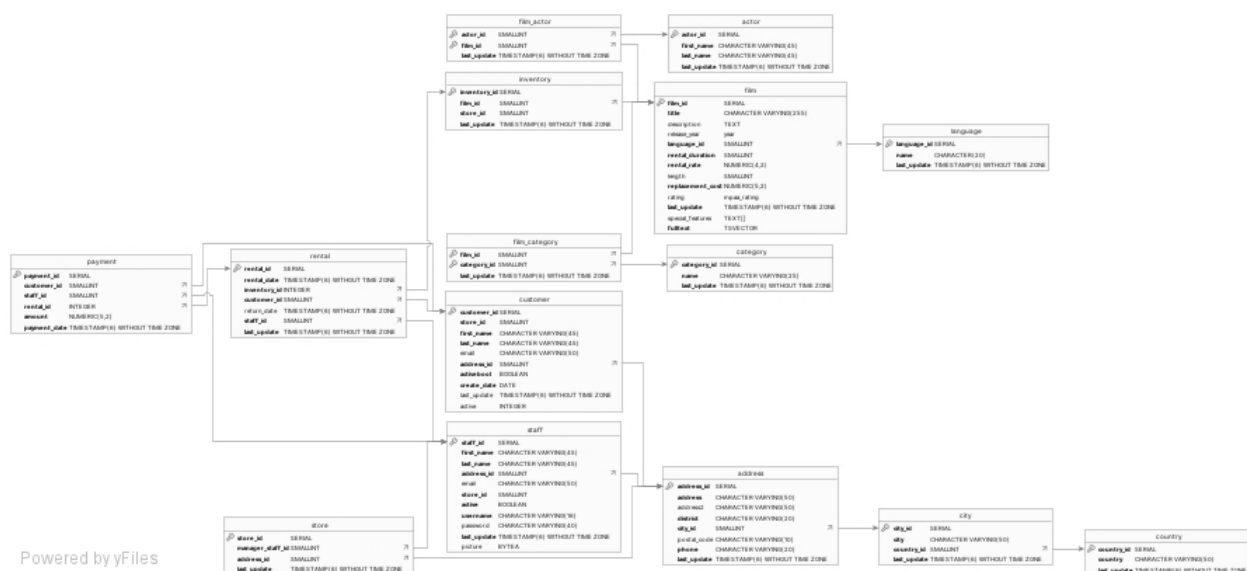 film_actor
actor_id SMALLINT
film_id SMALLINT
last_update TIMESTAMP(6) WITHOUT TIME ZONE
actor
actor_id SERIAL
first_name CHARACTER VARYING(45)
last_name CHARACTER VARYING(45)
last_update TIMESTAMP(6) WITHOUT TIME ZONE
inventory
inventory_id SERIAL
film_id SMALLINT
store_id SMALLINT
last_update TIMESTAMP(6) WITHOUT TIME ZONE
film
film_id SERIAL
title CHARACTER VARYING(255)
description TEXT
release_year year
language_id SMALLINT
rental_duration SMALLINT
rental_rate NUMERIC(4,2)
length SMALLINT
replacement_cost NUMERIC(5,2)
rating mpaa_rating
last_update TIMESTAMP(6) WITHOUT TIME ZONE
special_features TEXT[]
fulltext TSVECTOR
language
language_id SERIAL
name CHARACTER(20)
last_update TIMESTAMP(6) WITHOUT TIME ZONE
film_category
film_id SMALLINT
category_id SMALLINT
last_update TIMESTAMP(6) WITHOUT TIME ZONE
category
category_id SERIAL
name CHARACTER VARYING(25)
last_update TIMESTAMP(6) WITHOUT TIME ZONE
payment
payment_id SERIAL
customer_id SMALLINT
staff_id SMALLINT
rental_id INTEGER
amount NUMERIC(5,2)
payment_date TIMESTAMP(6) WITHOUT TIME ZONE
rental
rental_id SERIAL
rental_date TIMESTAMP(6) WITHOUT TIME ZONE
inventory_id INTEGER
customer_id SMALLINT
return_date TIMESTAMP(6) WITHOUT TIME ZONE
staff_id SMALLINT
last_update TIMESTAMP(6) WITHOUT TIME ZONE
customer
customer_id SERIAL
store_id SMALLINT
first_name CHARACTER VARYING(45)
last_name CHARACTER VARYING(45)
email CHARACTER VARYING(50)
address_id SMALLINT
activebool BOOLEAN
create_date DATE
last_update TIMESTAMP(6) WITHOUT TIME ZONE
active INTEGER
staff
staff_id SERIAL
first_name CHARACTER VARYING(45)
last_name CHARACTER VARYING(45)
address_id SMALLINT
email CHARACTER VARYING(50)
store_id SMALLINT
active BOOLEAN
username CHARACTER VARYING(16)
password CHARACTER VARYING(40)
last_update TIMESTAMP(6) WITHOUT TIME ZONE
picture BYTEA
address
address_id SERIAL
address CHARACTER VARYING(50)
address2 CHARACTER VARYING(50)
district CHARACTER VARYING(20)
city_id SMALLINT
postal_code CHARACTER VARYING(10)
phone CHARACTER VARYING(20)
last_update TIMESTAMP(6) WITHOUT TIME ZONE
store
store_id SERIAL
manager_staff_id SMALLINT
address_id SMALLINT
last_update TIMESTAMP(6) WITHOUT TIME ZONE
city
city_id SERIAL
city CHARACTER VARYING(50)
country_id SMALLINT
last_update TIMESTAMP(6) WITHOUT TIME ZONE
country
country_id SERIAL
country CHARACTER VARYING(50)
last_update TIMESTAMP(6) WITHOUT TIME ZONE
Powered by yFiles